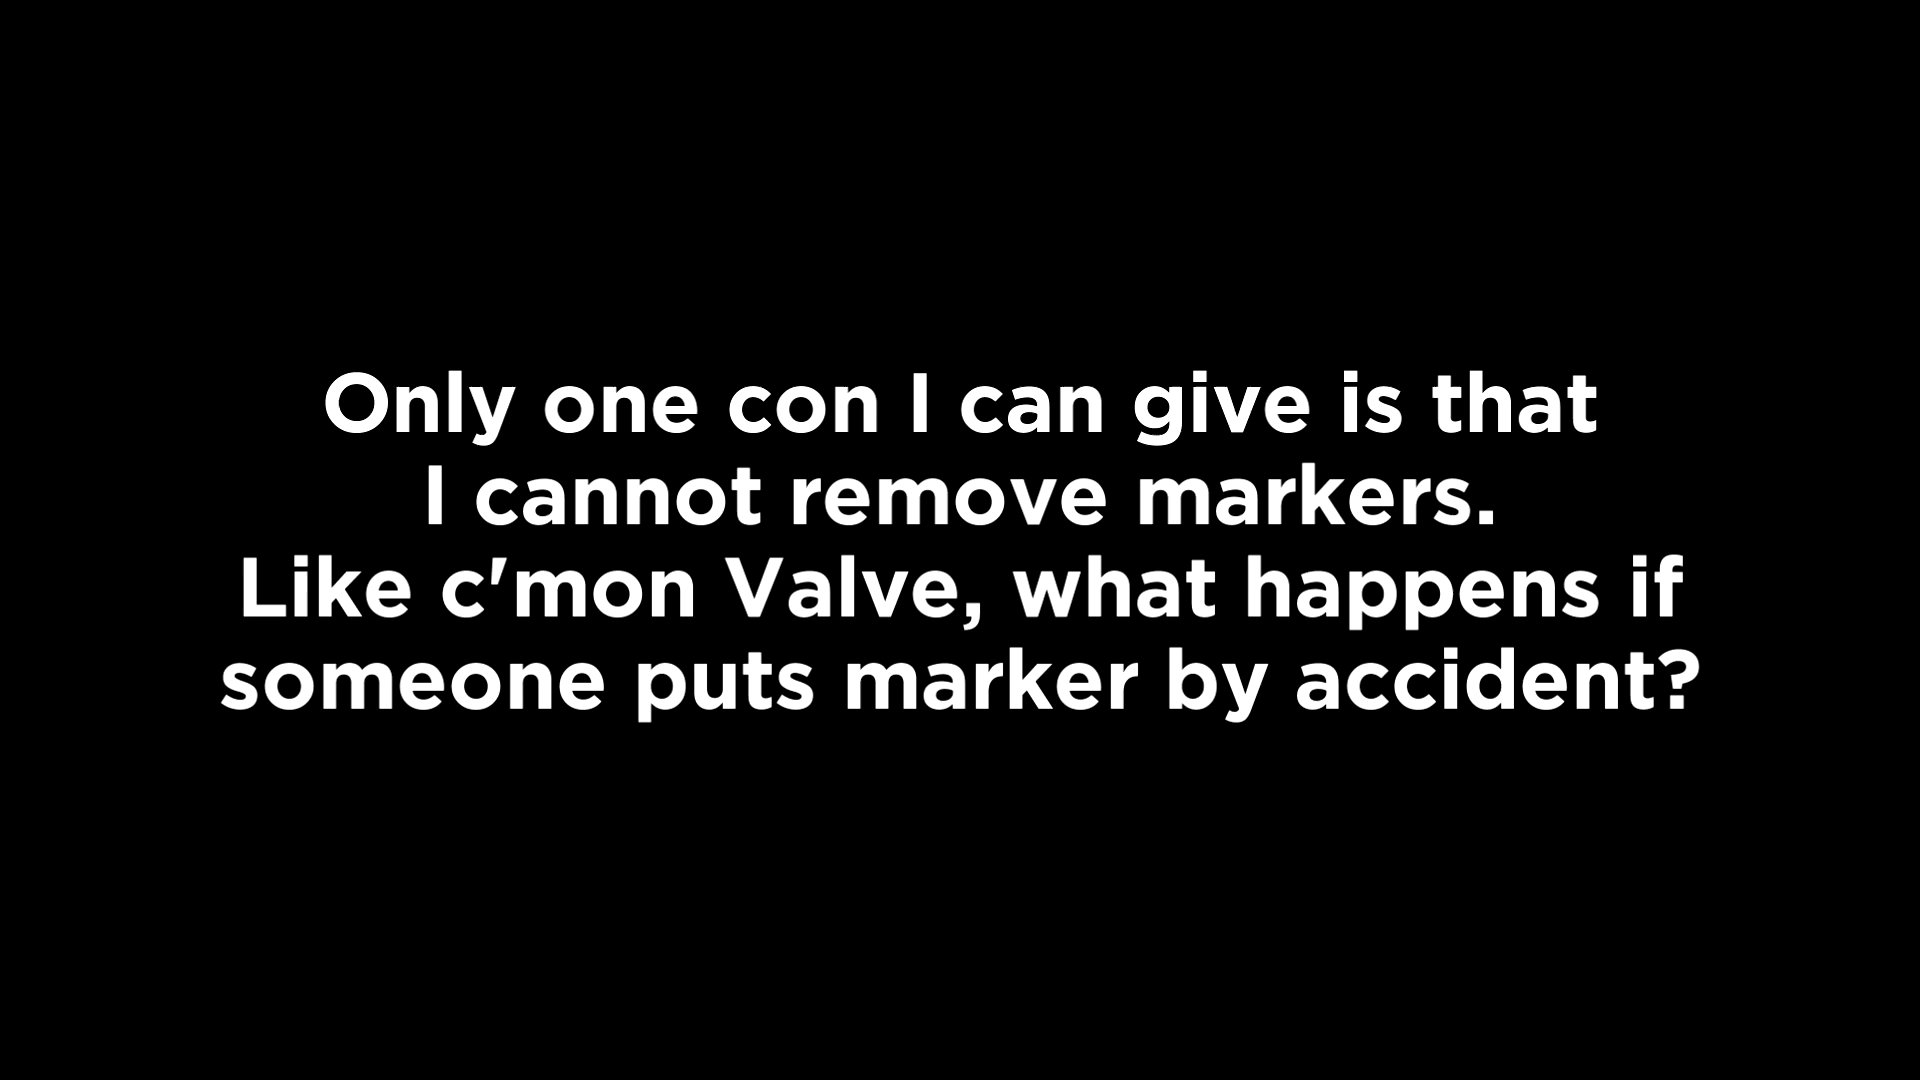 Only one con I can give is that
I cannot remove markers.
Like c'mon Valve, what happens if
someone puts marker by accident?